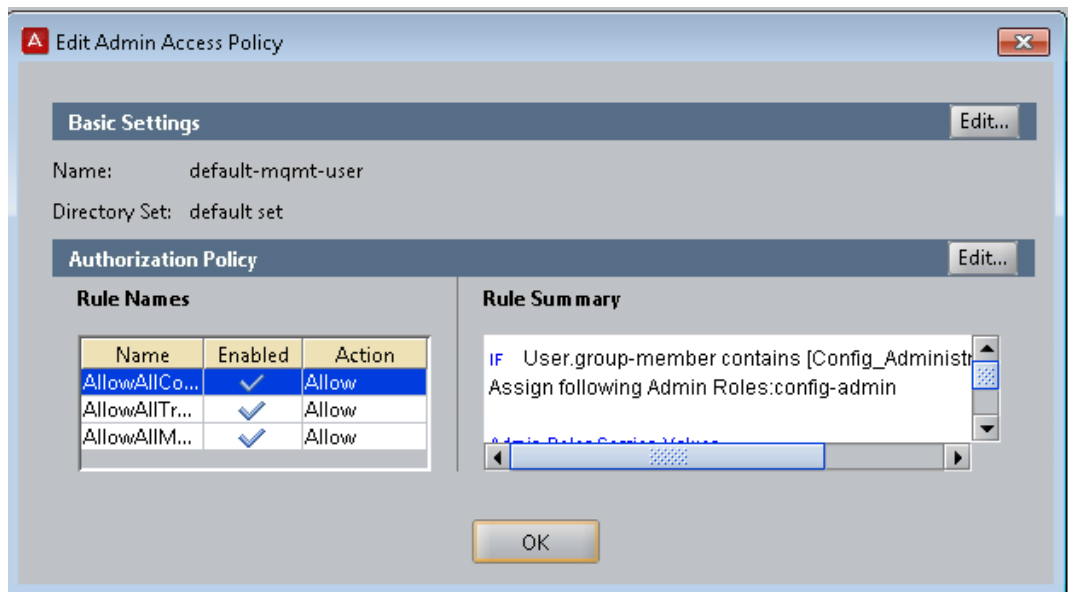 Edit Admin Access Policy
Basic Settings
Edit...
Name: default-mqmt-user
Directory Set: default set
Authorization Policy
Edit...
Rule Names
Name Enabled Action
AllowAllCo... Allow
AllowAllTr... Allow
AllowAllM... Allow
Rule Summary
IF User.group-member contains [Config_Administr
Assign following Admin Roles:config-admin
OK